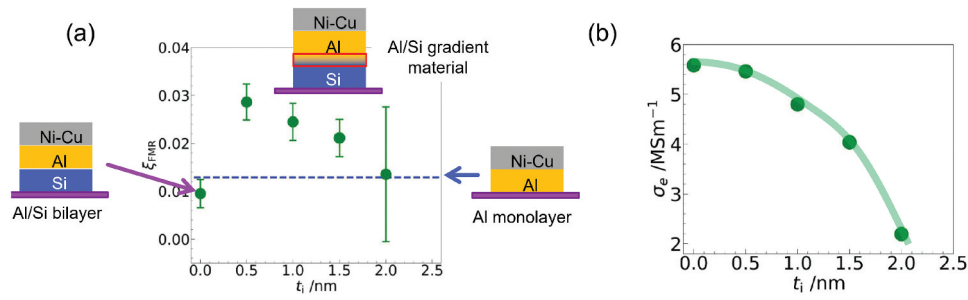 (a)
Ni-Cu
Al
Si
Al/Si gradient
material
0.04
0.03
0.02
0.01
0.00
ξFMR
0.0 0.5 1.0 1.5 2.0 2.5
ti /nm
Ni-Cu
Al
Si
Al/Si bilayer
Ni-Cu
Al
Al monolayer
(b)
6
5
4
3
2
σe /MSm−1
0.0 0.5 1.0 1.5 2.0 2.5
ti /nm